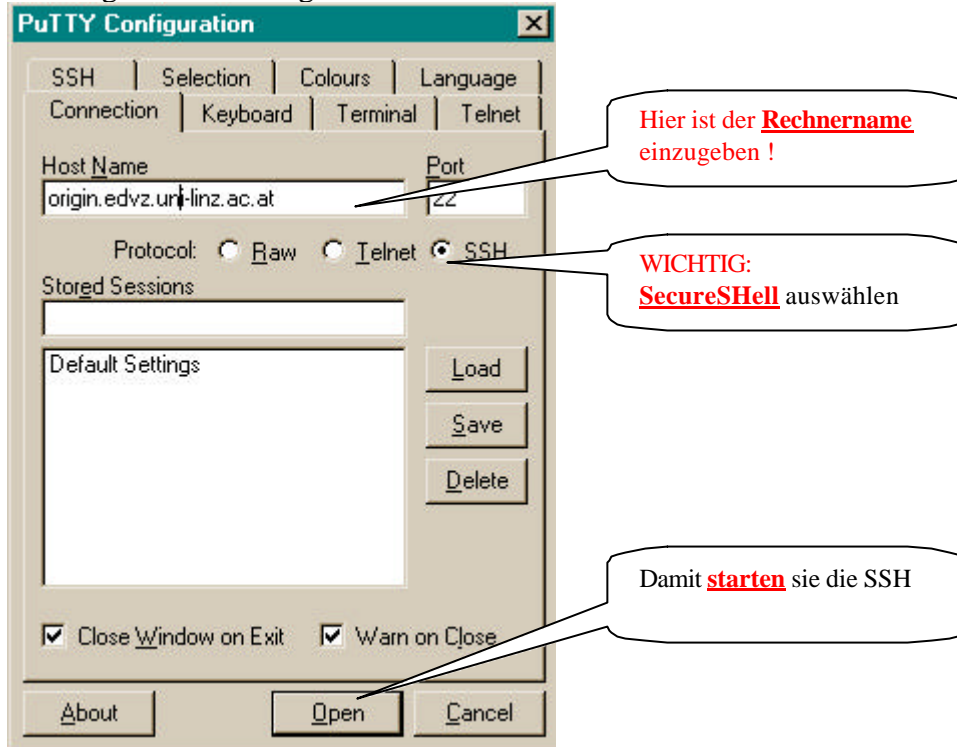 PuTTY Configuration
SSH Selection Colours Language
Connection Keyboard Terminal Telnet
Host Name Port
origin.edvz.uni-linz.ac.at 22
Protocol: Raw Telnet SSH
Stored Sessions
Default Settings
Load
Save
Delete
Close Window on Exit Warn on Close
About Open Cancel
Hier ist der Rechnername
einzugeben !
WICHTIG:
SecureSHell auswählen
Damit starten sie die SSH